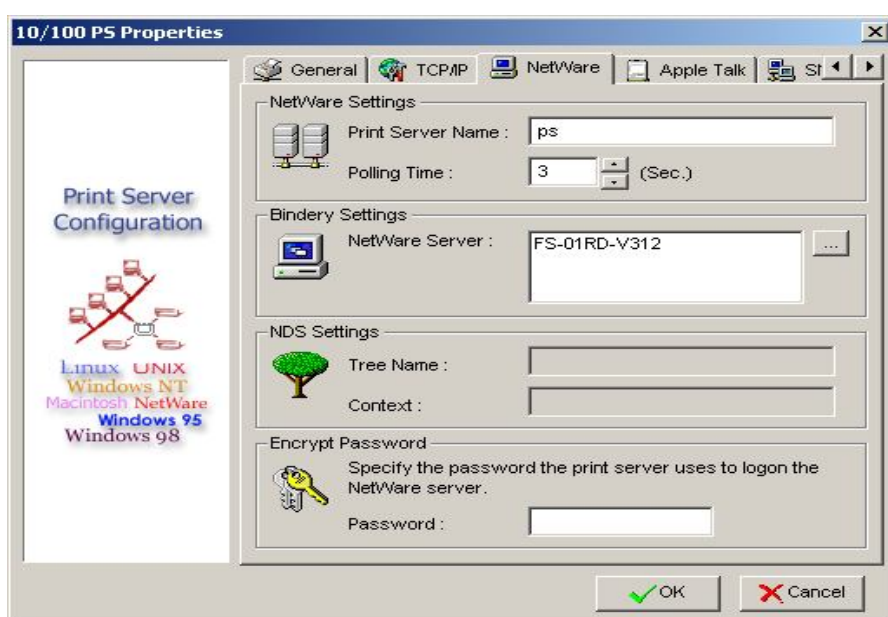 10/100 PS Properties
General
TCP/IP
NetWare
Apple Talk
NetWare Settings
Print Server Name :
ps
Polling Time :
3
(Sec.)
Print Server
Configuration
Bindery Settings
NetWare Server :
FS-01RD-V312
...
NDS Settings
Tree Name :
Context :
Linux UNIX
Windows NT
Macintosh NetWare
Windows 95
Windows 98
Encrypt Password
Specify the password the print server uses to logon the
NetWare server.
Password :
OK
Cancel